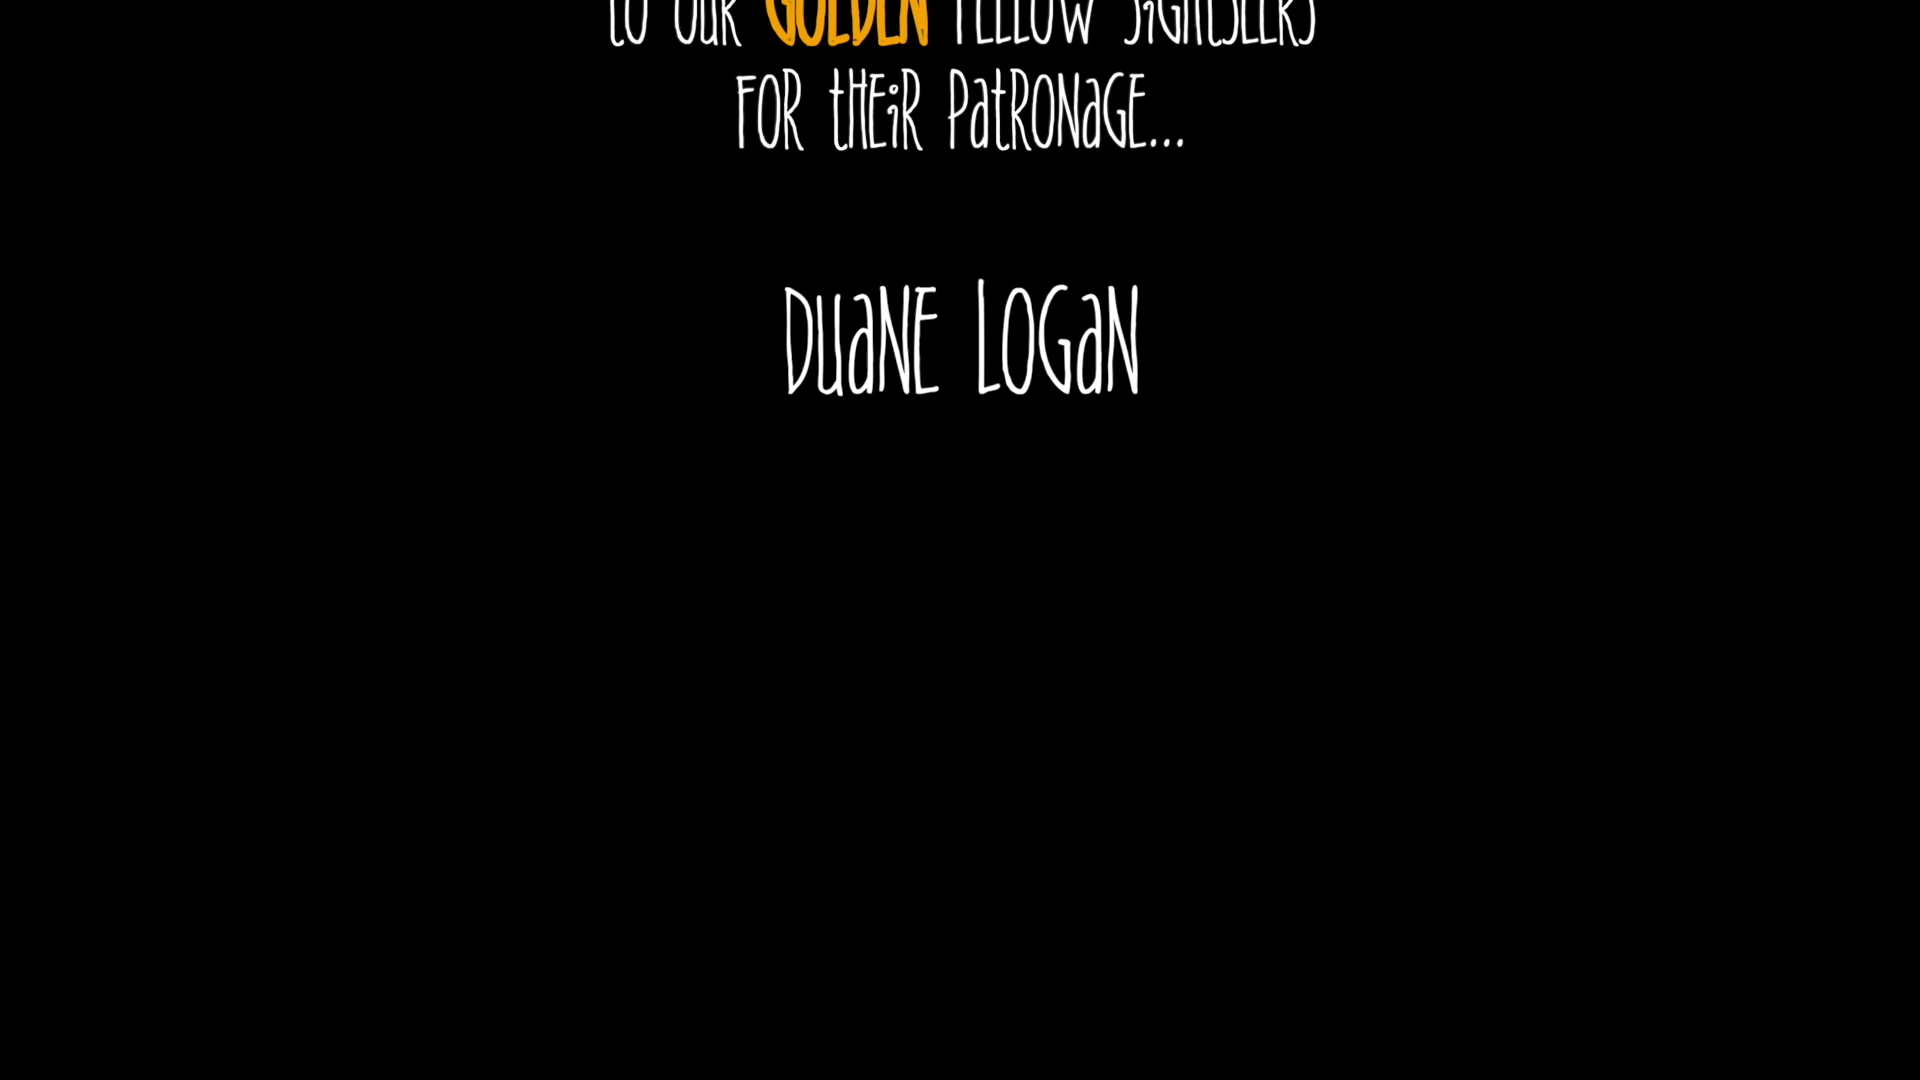 to our GOLDEN FELLOW SiGHtSEERS
FOR tHEiR PatRONaGE...
DuaNE LOGaN